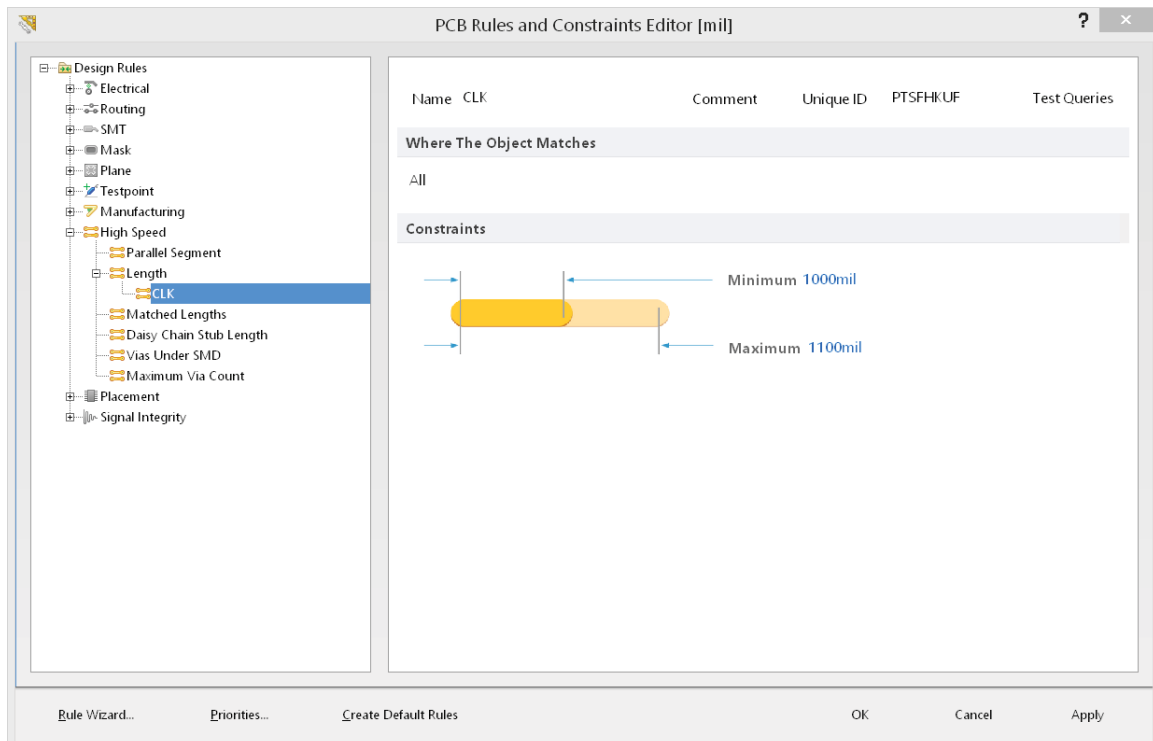 PCB Rules and Constraints Editor [mil]
?
Design Rules
Electrical
Routing
SMT
Mask
Plane
Testpoint
Manufacturing
High Speed
Parallel Segment
Length
CLK
Matched Lengths
Daisy Chain Stub Length
Vias Under SMD
Maximum Via Count
Placement
Signal Integrity
Name CLK Comment Unique ID PTSFHKUF Test Queries
Where The Object Matches
All
Constraints
Minimum 1000mil
Maximum 1100mil
Rule Wizard... Priorities... Create Default Rules OK Cancel Apply